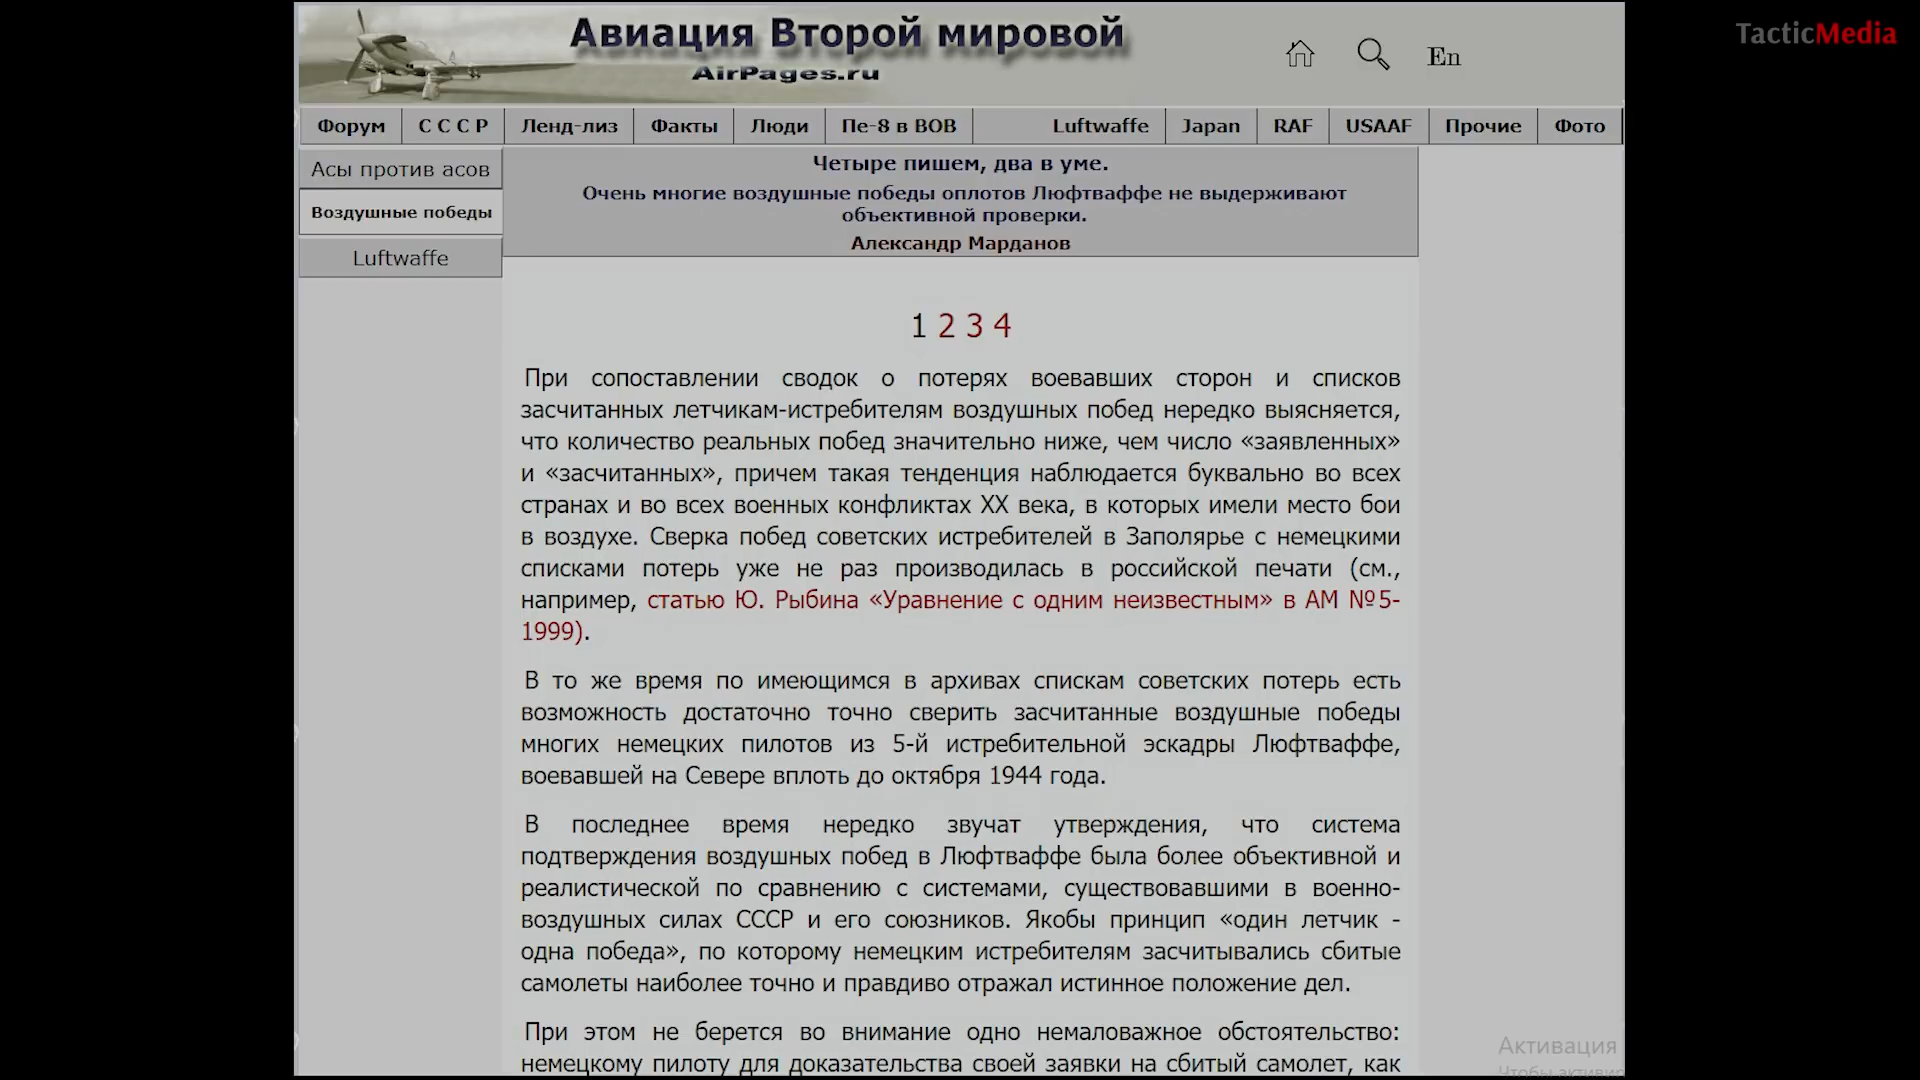 TacticMedia
Авиация Второй мировой
AirPages.ru
En
Форум С С С Р Ленд-лиз Факты Люди Пе-8 в ВОВ Luftwaffe Japan RAF USAAF Прочие Фото
Асы против асов
Воздушные победы
Luftwaffe
Четыре пишем, два в уме.
Очень многие воздушные победы оплотов Люфтваффе не выдерживают
объективной проверки.
Александр Марданов
1 2 3 4
При сопоставлении сводок о потерях воевавших сторон и списков
засчитанных летчикам-истребителям воздушных побед нередко выясняется,
что количество реальных побед значительно ниже, чем число «заявленных»
и «засчитанных», причем такая тенденция наблюдается буквально во всех
странах и во всех военных конфликтах XX века, в которых имели место бои
в воздухе. Сверка побед советских истребителей в Заполярье с немецкими
списками потерь уже не раз производилась в российской печати (см.,
например, статью Ю. Рыбина «Уравнение с одним неизвестным» в АМ №5-
1999).
В то же время по имеющимся в архивах спискам советских потерь есть
возможность достаточно точно сверить засчитанные воздушные победы
многих немецких пилотов из 5-й истребительной эскадры Люфтваффе,
воевавшей на Севере вплоть до октября 1944 года.
В последнее время нередко звучат утверждения, что система
подтверждения воздушных побед в Люфтваффе была более объективной и
реалистической по сравнению с системами, существовавшими в военно-
воздушных силах СССР и его союзников. Якобы принцип «один летчик -
одна победа», по которому немецким истребителям засчитывались сбитые
самолеты наиболее точно и правдиво отражал истинное положение дел.
При этом не берется во внимание одно немаловажное обстоятельство:
немецкому пилоту для доказательства своей заявки на сбитый самолет, как
Активация